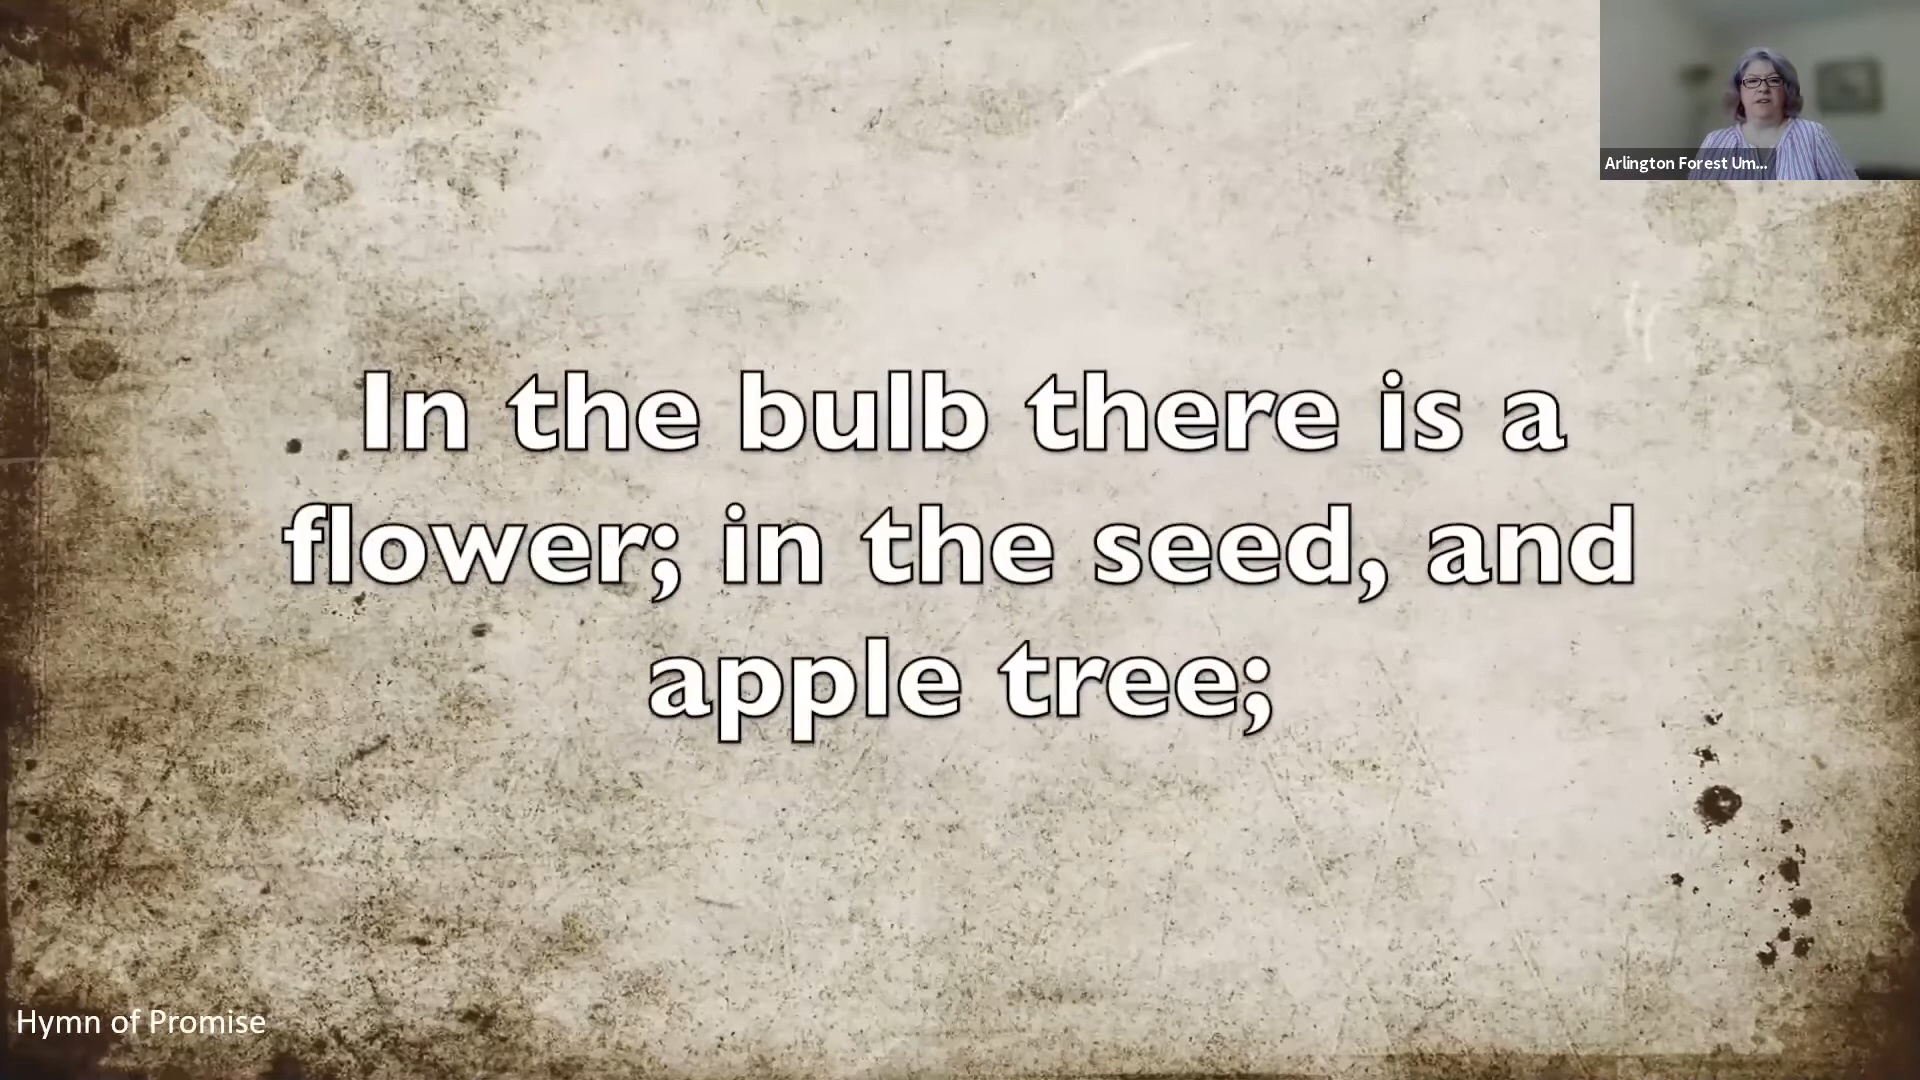 Arlington Forest Um...
In the bulb there is a
flower; in the seed, and
apple tree;
Hymn of Promise